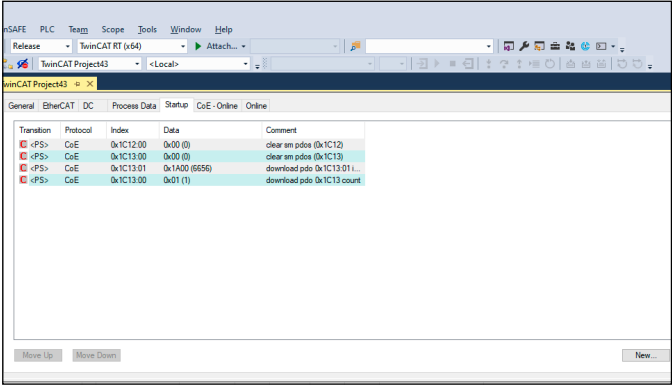 nSAFE PLC Team Scope Tools Window Help
Release TwinCAT RT (x64) Attach...
TwinCAT Project43 <Local>
winCAT Project43
General EtherCAT DC Process Data Startup CoE - Online Online
Transition Protocol Index Data Comment
C <PS> CoE 0x1C12:00 0x00 (0) clear sm pdos (0x1C12)
C <PS> CoE 0x1C13:00 0x00 (0) clear sm pdos (0x1C13)
C <PS> CoE 0x1C13:01 0x1A00 (6656) download pdo 0x1C13:01 i...
C <PS> CoE 0x1C13:00 0x01 (1) download pdo 0x1C13 count
Move Up Move Down New...